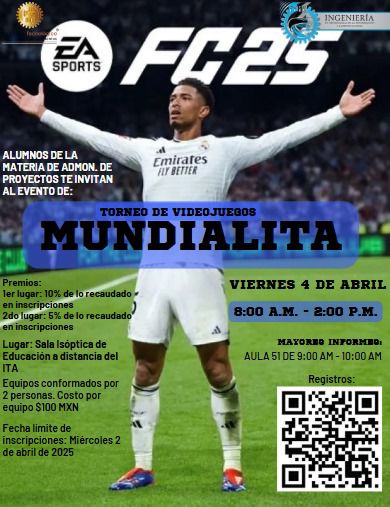 Tecnológico
INGENIERÍA
EA
SPORTS
FC 25
ALUMNOS DE LA
MATERIA DE ADMON. DE
PROYECTOS TE INVITAN
AL EVENTO DE:
Emirates
FLY BETTER
TORNEO DE VIDEOJUEGOS
MUNDIALITA
Premios:
1er lugar: 10% de lo recaudado
en inscripciones
2do lugar: 5% de lo recaudado
en inscripciones
VIERNES 4 DE ABRIL
8:00 A.M. - 2:00 P.M.
Lugar: Sala Isóptica de
Educación a distancia del
ITA
MAYORES INFORMES:
AULA 51 DE 9:00 AM - 10:00 AM
Equipos conformados por
2 personas. Costo por
equipo $100 MXN
Registros:
Fecha límite de
inscripciones: Miércoles 2
de abril de 2025